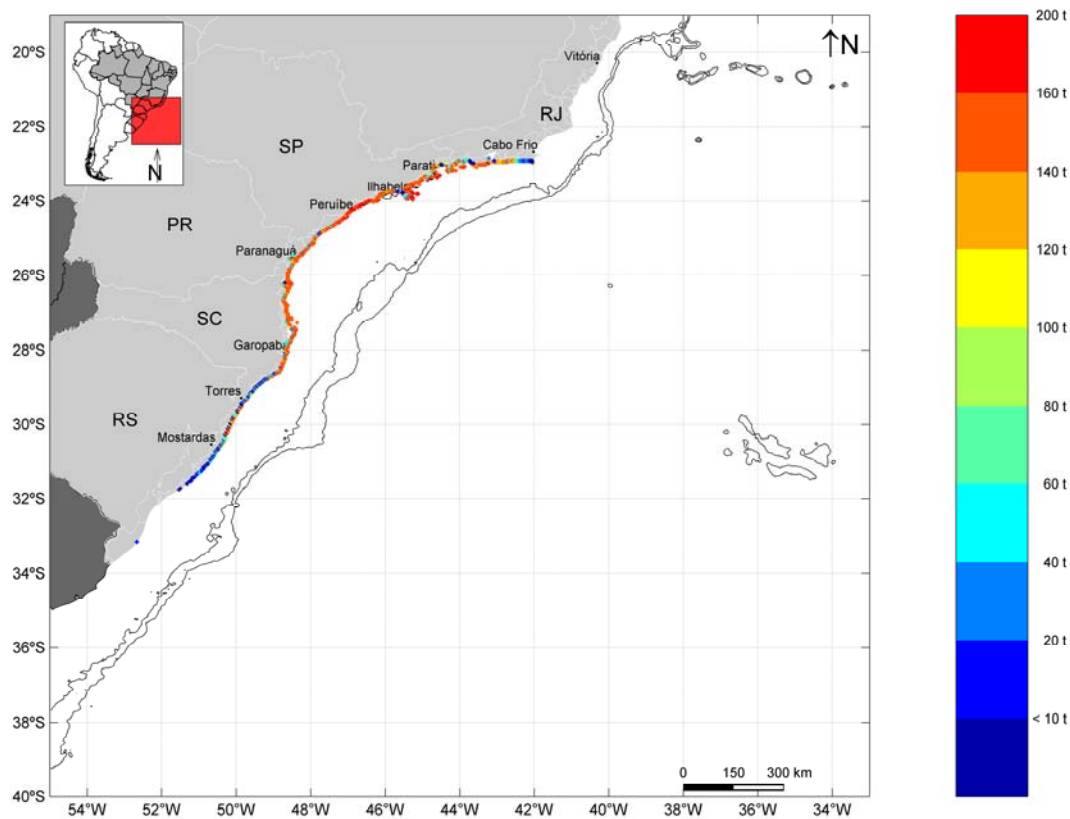 20°S
22°S
24°S
26°S
28°S
30°S
32°S
34°S
36°S
38°S
40°S
54°W
52°W
50°W
48°W
46°W
44°W
42°W
40°W
38°W
36°W
34°W
N
↑N
Vitória
RJ
Cabo Frio
SP
Parati
Ilhabela
Peruíbe
PR
Paranaguá
SC
Garopaba
Torres
RS
Mostardas
0 150 300 km
200 t
160 t
140 t
120 t
100 t
80 t
60 t
40 t
20 t
< 10 t